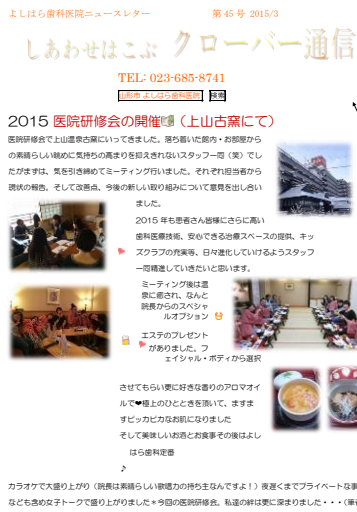 よしはら歯科医院ニュースレター　第 45 号 2015/3
しあわせはこぶ クローバー通信
TEL: 023-685-8741
山形市 よしはら歯科医院 検索
2015 医院研修会の開催（上山古窯にて）
医院研修会で上山温泉古窯にいってきました。落ち着いた館内・お部屋から
の素晴らしい眺めに気持ちの高まりを抑えきれないスタッフ一同（笑）でし
たがまずは、気を引き締めてミーティング行いました。それぞれ担当者から
現状の報告、そして改善点、今後の新しい取り組みについて意見を出し合い
ました。
2015 年も患者さん皆様にさらに高い
歯科医療技術、安心できる治療スペースの提供、キッ
ズクラブの充実等、日々進化していけるようスタッフ
一同精進していきたいと思います。
ミーティング後は温
泉に癒され、なんと
院長からのスペシャ
ルオプション
エステのプレゼント
がありました。フ
ェイシャル・ボディから選択
させてもらい更に好きな香りのアロマオイ
ルで❤極上のひとときを頂いて、ますま
すピッカピカなお肌になりました
そして美味しいお酒とお食事その後はよし
はら歯科定番
♪
カラオケで大盛り上がり（院長は素晴らしい歌唱力の持ち主なんですよ！）夜遅くまでプライベートな事
なども含め女子トークで盛り上がりました＊今回の医院研修会。私達の絆は更に深まりました・・・（筆